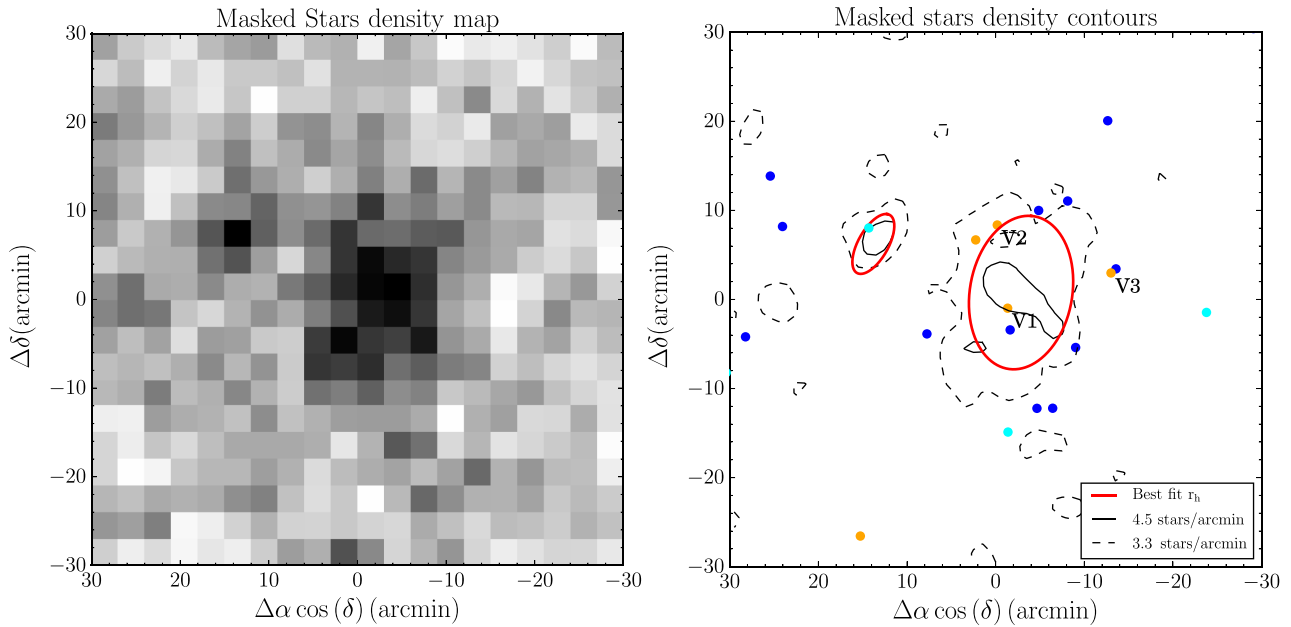 Masked Stars density map
30
20
10
0
−10
−20
−30
30
20
10
0
−10
−20
−30
Δα cos (δ) (arcmin)
Δδ(arcmin)
Masked stars density contours
30
20
10
0
−10
−20
−30
30
20
10
0
−10
−20
−30
Δα cos (δ) (arcmin)
Δδ(arcmin)
V2
V3
V1
Best fit rₕ
4.5 stars/arcmin
3.3 stars/arcmin